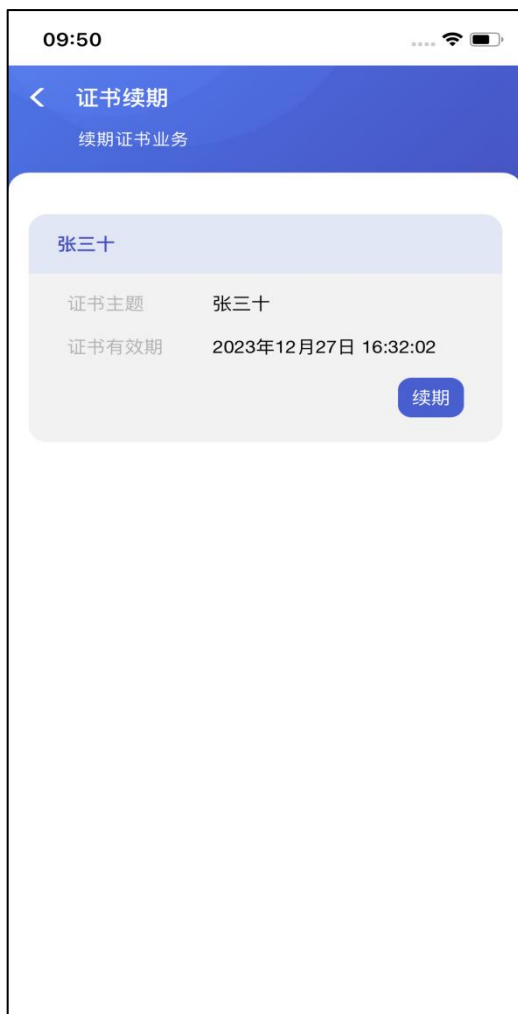 09:50
证书续期
续期证书业务
张三十
证书主题 张三十
证书有效期 2023年12月27日 16:32:02
续期